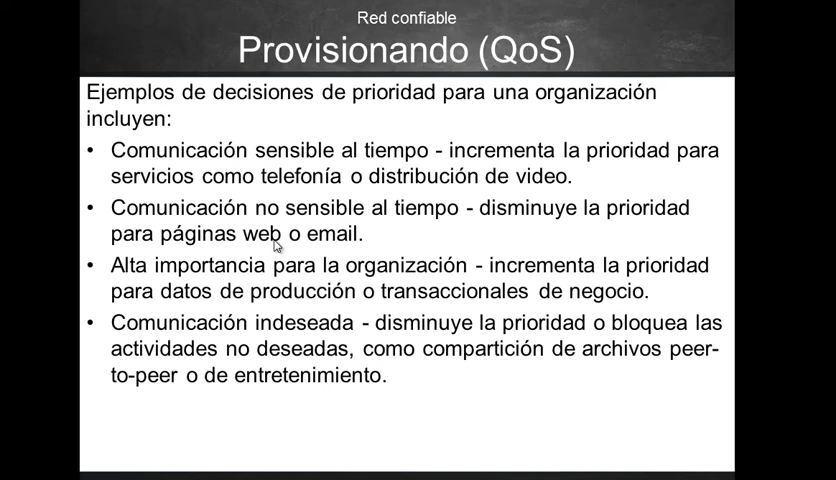 Red confiable
Provisionando (QoS)
Ejemplos de decisiones de prioridad para una organización
incluyen:
• Comunicación sensible al tiempo - incrementa la prioridad para
servicios como telefonía o distribución de video.
• Comunicación no sensible al tiempo - disminuye la prioridad
para páginas web o email.
• Alta importancia para la organización - incrementa la prioridad
para datos de producción o transaccionales de negocio.
• Comunicación indeseada - disminuye la prioridad o bloquea las
actividades no deseadas, como compartición de archivos peer-
to-peer o de entretenimiento.